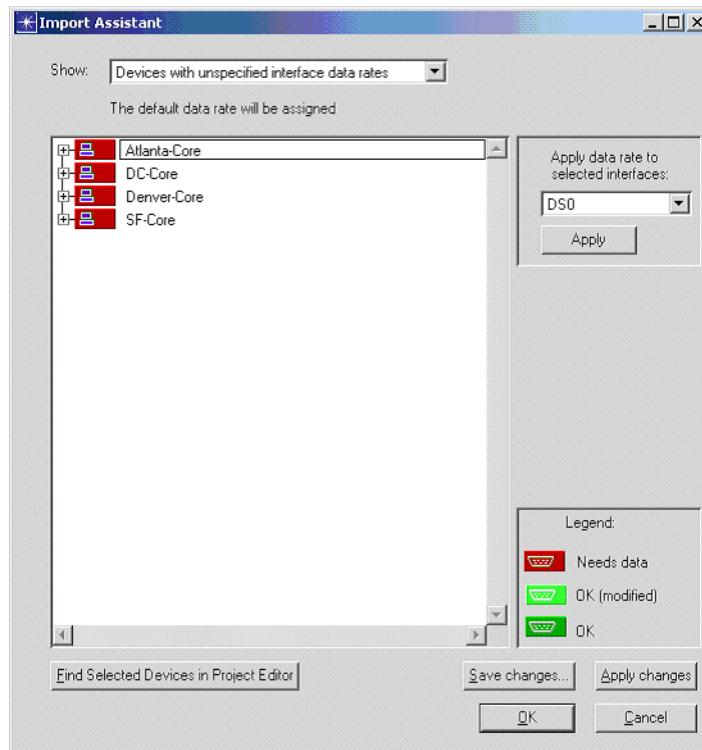 Import Assistant
Show: Devices with unspecified interface data rates
The default data rate will be assigned
Atlanta-Core
DC-Core
Denver-Core
SF-Core
Apply data rate to
selected interfaces:
DS0
Apply
Legend:
Needs data
OK (modified)
OK
Find Selected Devices in Project Editor
Save changes...
Apply changes
OK
Cancel